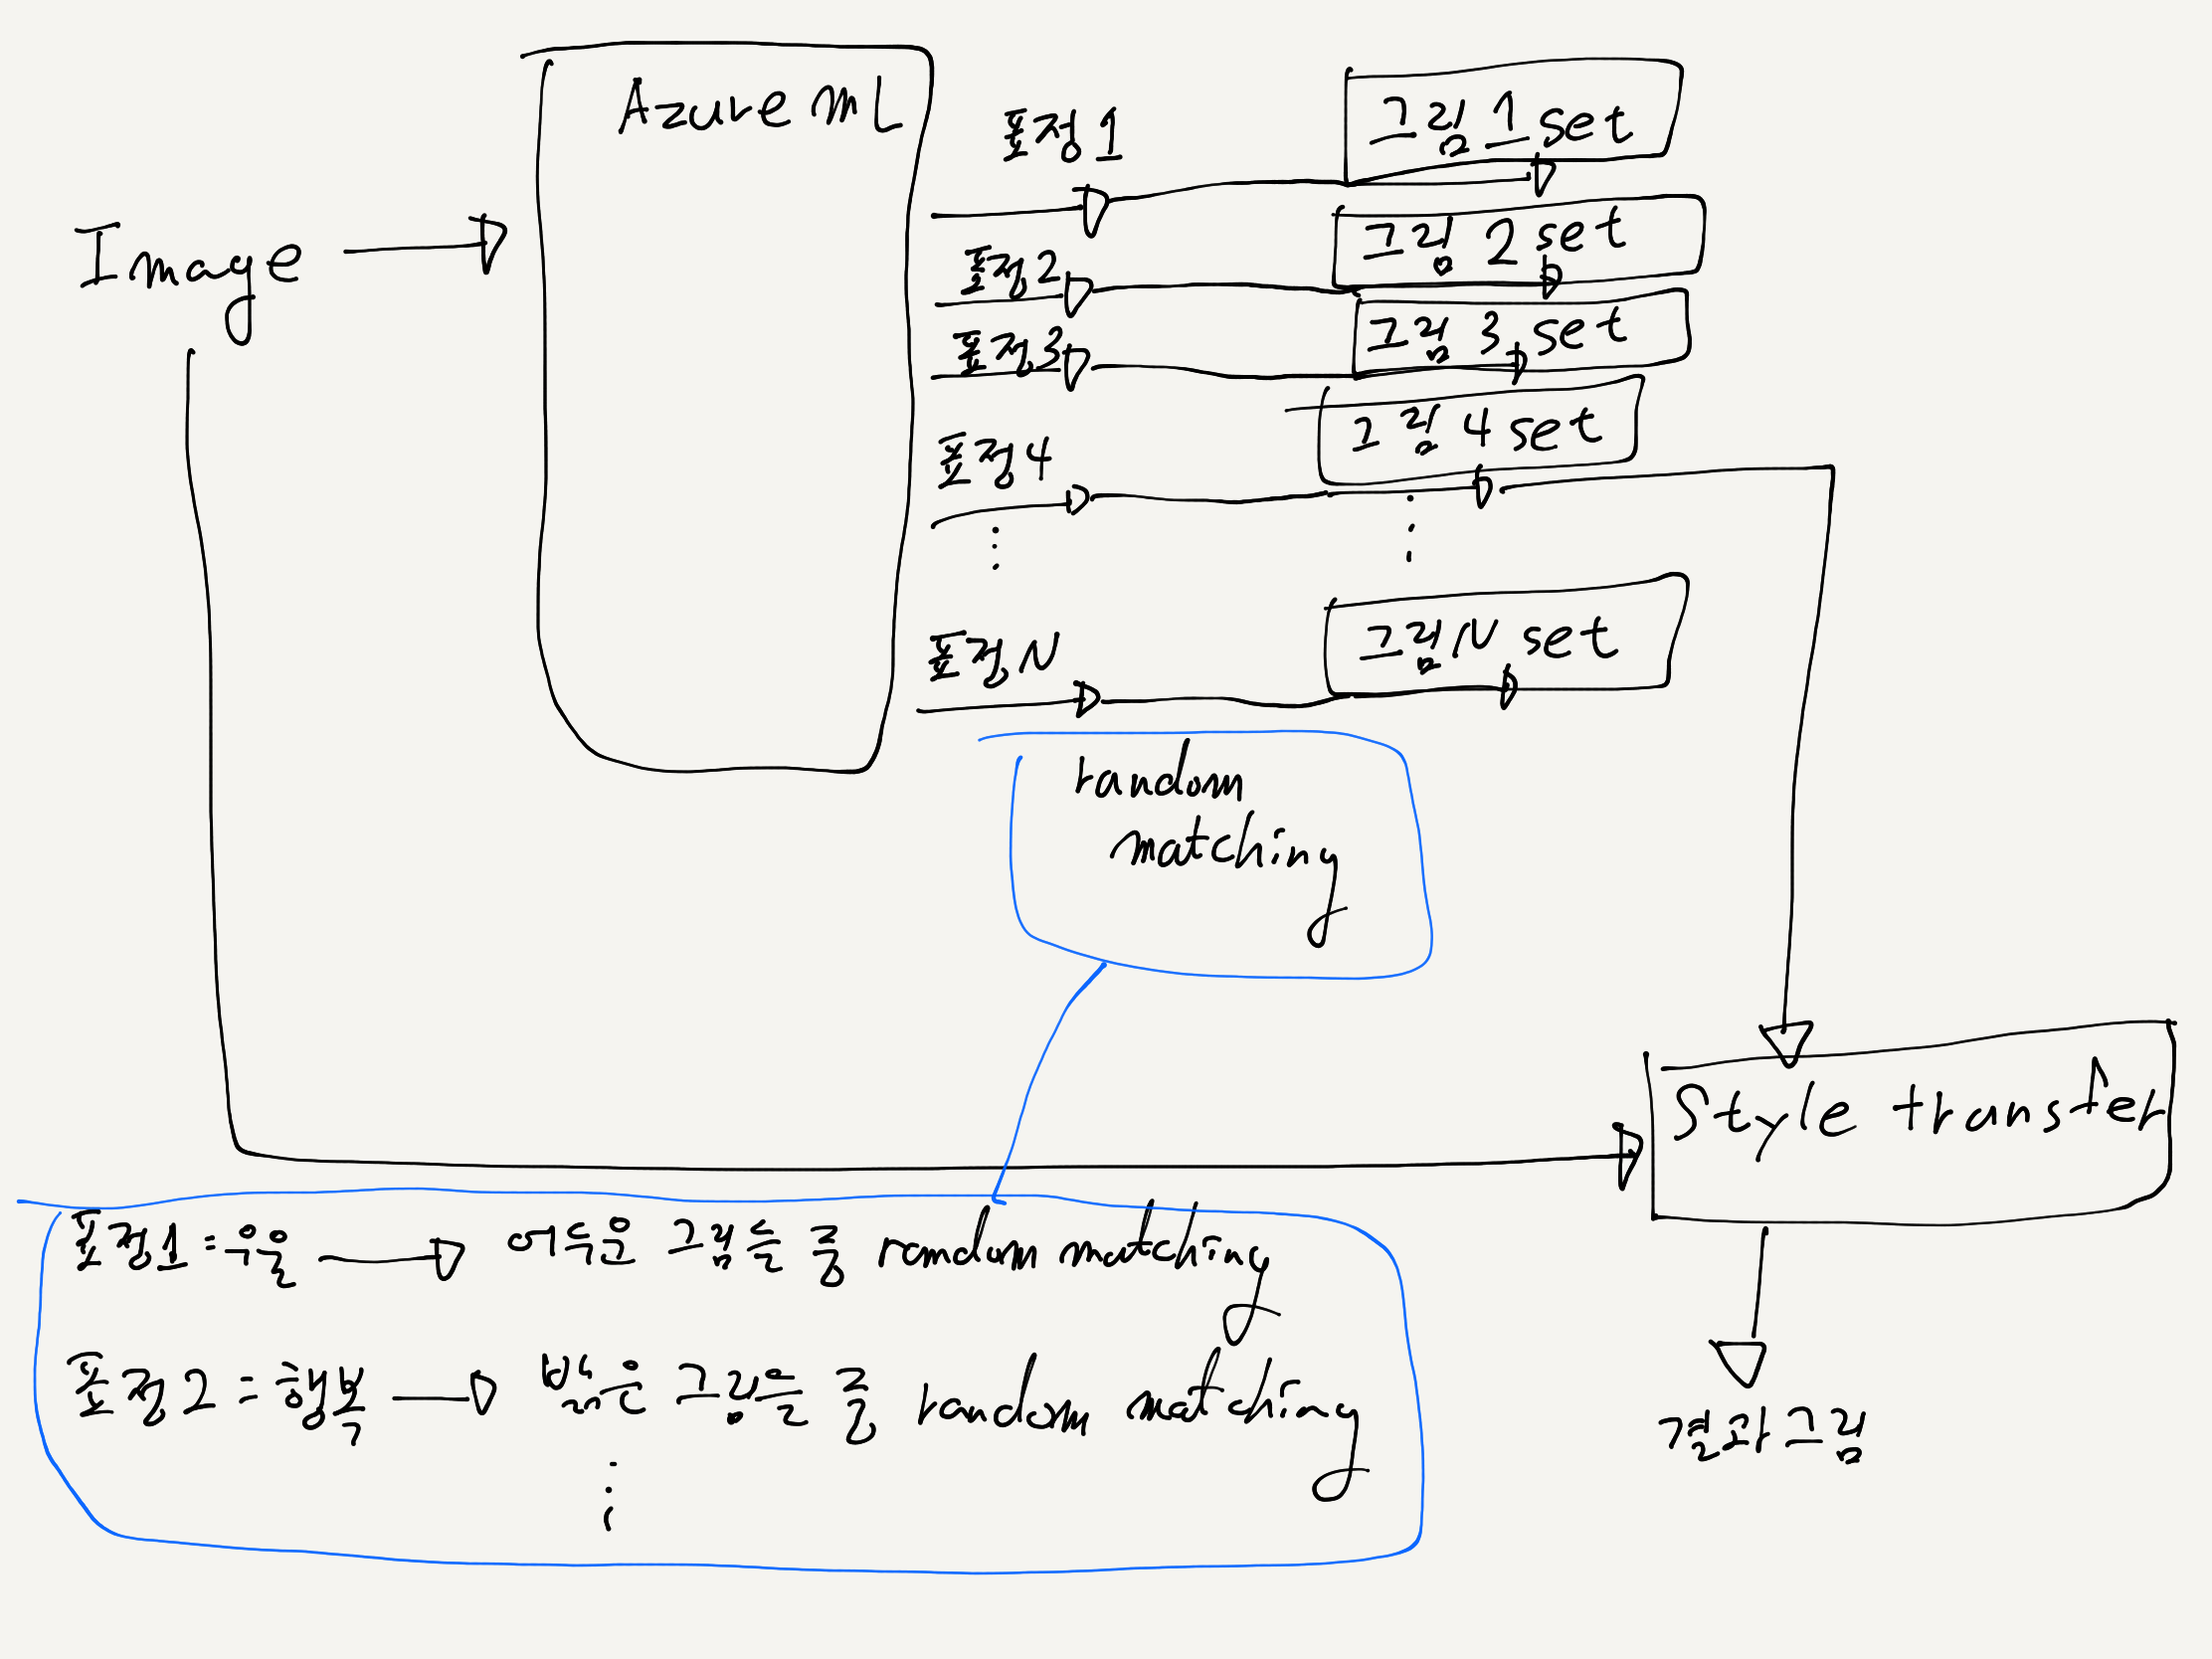 Azure ML
Image
표정1
그림1 set
표정2
그림 2 set
표정3
그림 3 set
표정4
그림 4 set
표정N
그림N set
random
matching
Style transfer
표정1 = 우울 어두운 그림들 중 random matching
표정2 = 행복 밝은 그림들 중 random matching
결과 그림